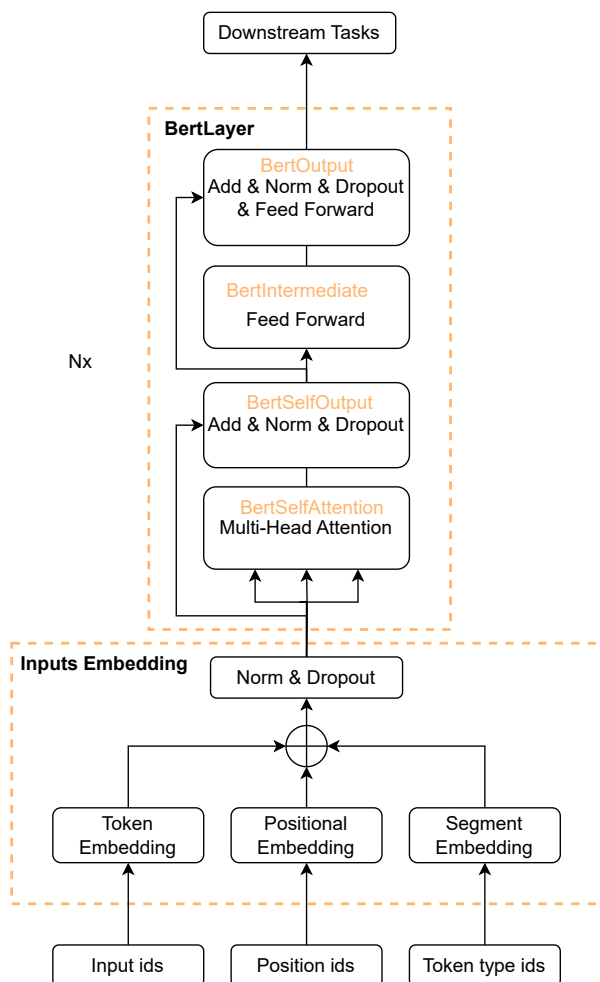 Downstream Tasks
BertLayer
BertOutput
Add & Norm & Dropout
& Feed Forward
BertIntermediate
Feed Forward
Nx
BertSelfOutput
Add & Norm & Dropout
BertSelfAttention
Multi-Head Attention
Inputs Embedding
Norm & Dropout
Token
Embedding
Positional
Embedding
Segment
Embedding
Input ids
Position ids
Token type ids